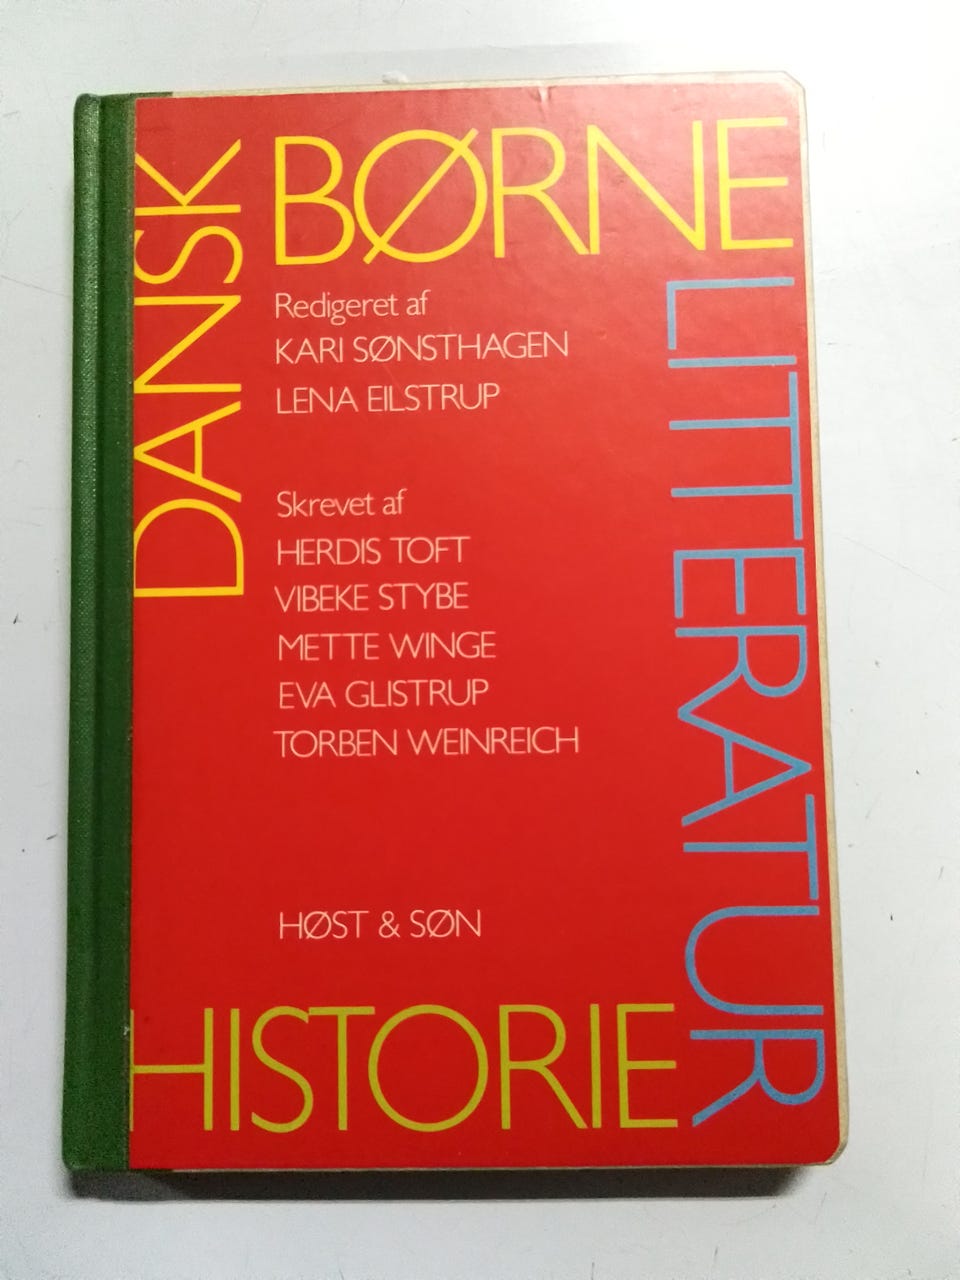 DANSK
BØRNE
LITTERATUR
HISTORIE
Redigeret af
KARI SØNSTHAGEN
LENA EILSTRUP
Skrevet af
HERDIS TOFT
VIBEKE STYBE
METTE WINGE
EVA GLISTRUP
TORBEN WEINREICH
HØST & SØN